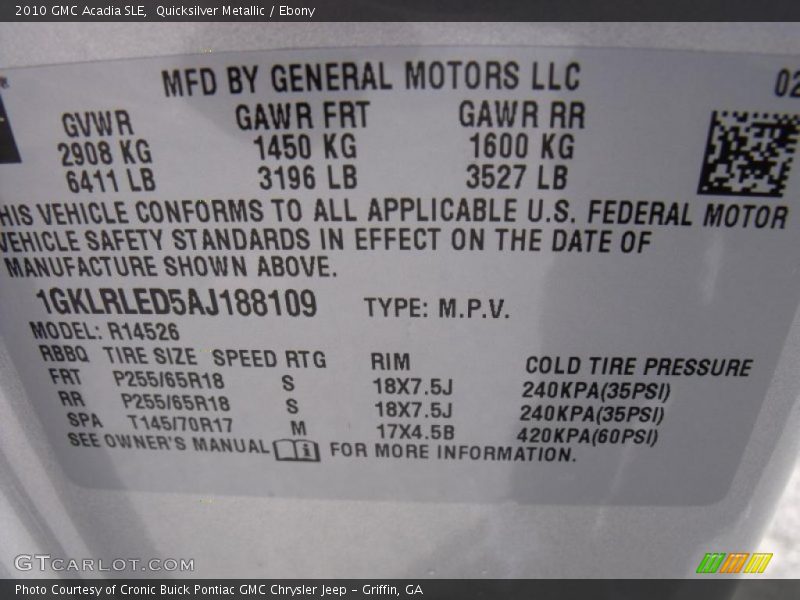 2010 GMC Acadia SLE,  Quicksilver Metallic / Ebony
MFD BY GENERAL MOTORS LLC 02
GVWR GAWR FRT GAWR RR
2908 KG 1450 KG 1600 KG
6411 LB 3196 LB 3527 LB
HIS VEHICLE CONFORMS TO ALL APPLICABLE U.S. FEDERAL MOTOR
VEHICLE SAFETY STANDARDS IN EFFECT ON THE DATE OF
MANUFACTURE SHOWN ABOVE.
1GKLRLED5AJ188109 TYPE: M.P.V.
MODEL: R14526
RBBQ TIRE SIZE SPEED RTG RIM COLD TIRE PRESSURE
FRT P255/65R18 S 18X7.5J 240KPA(35PSI)
RR P255/65R18 S 18X7.5J 240KPA(35PSI)
SPA T145/70R17 M 17X4.5B 420KPA(60PSI)
SEE OWNER'S MANUAL i FOR MORE INFORMATION.
GTCARLOT.COM
Photo Courtesy of Cronic Buick Pontiac GMC Chrysler Jeep - Griffin, GA